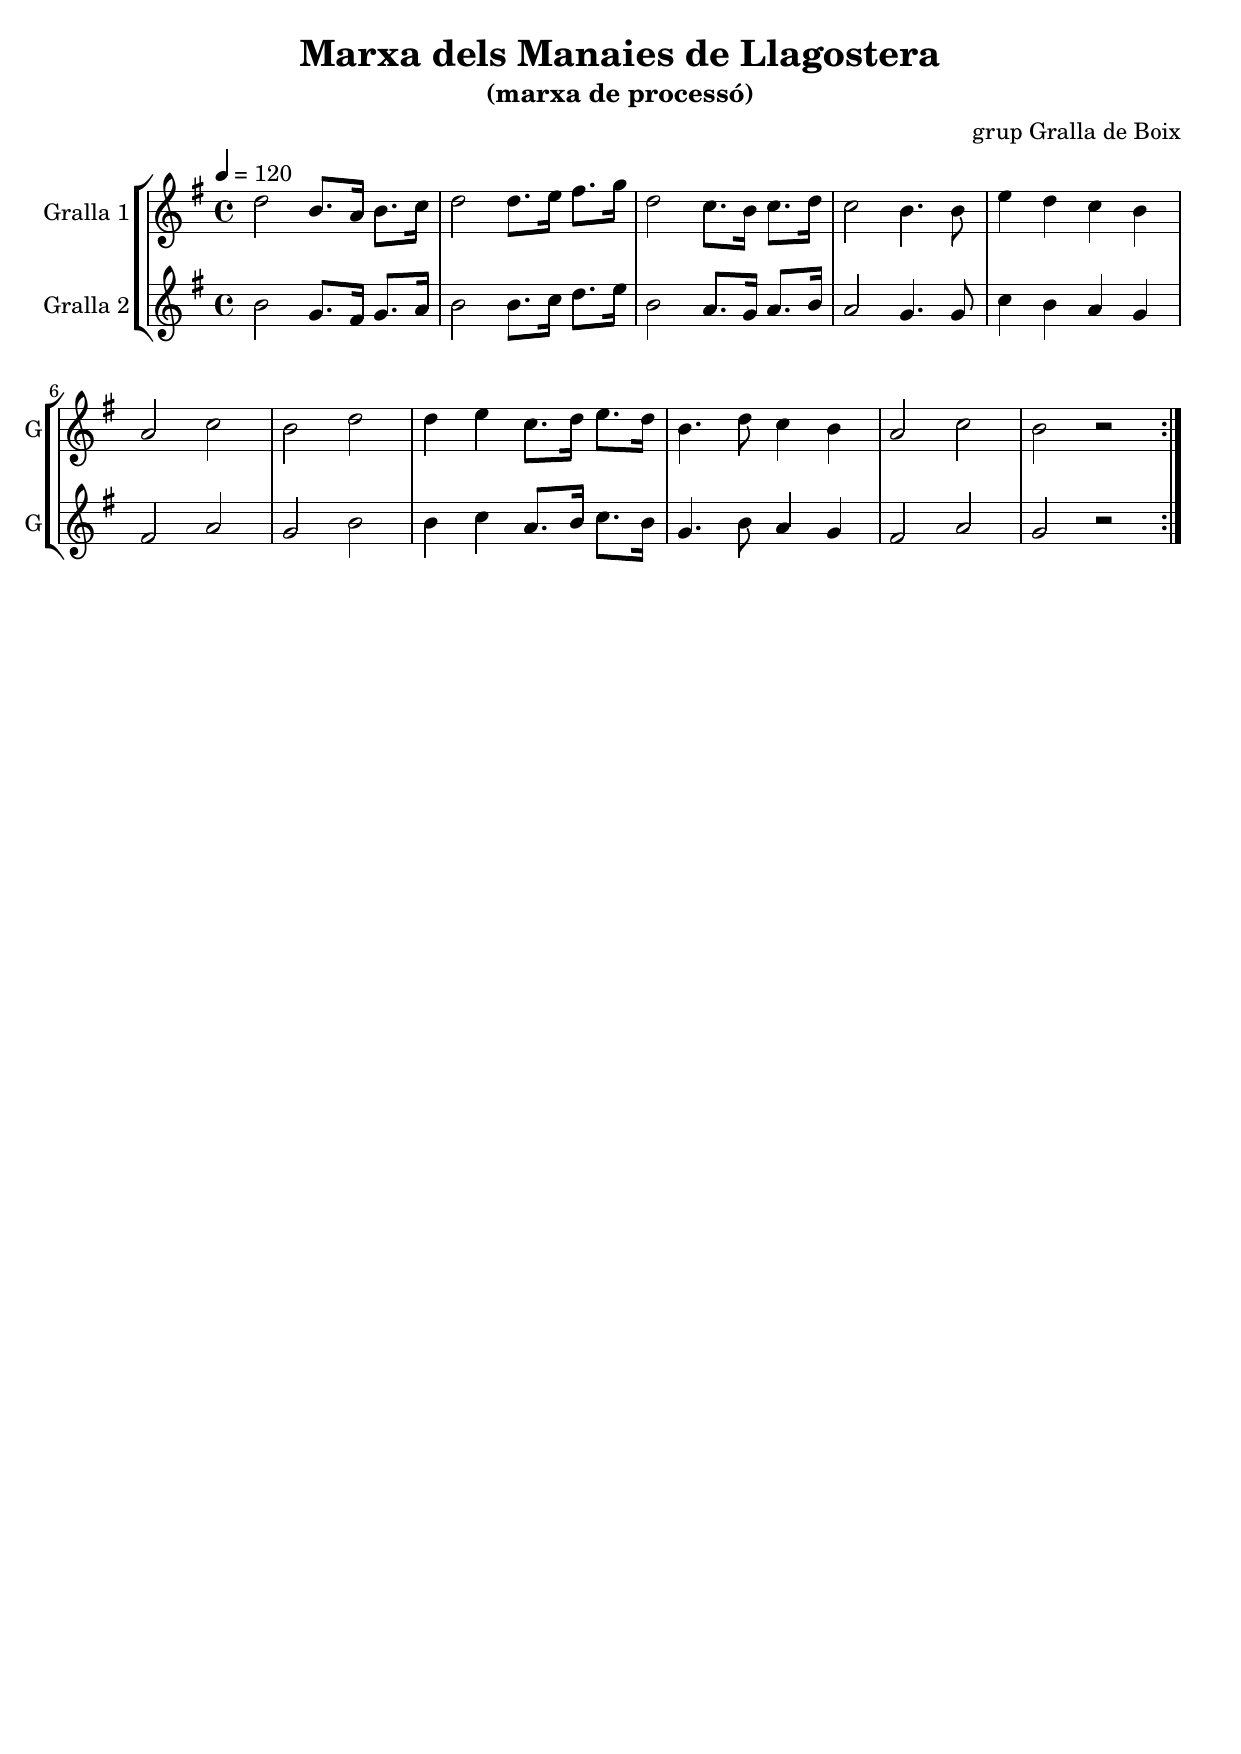 Marxa dels Manaies de Llagostera
(marxa de processó)
grup Gralla de Boix
= 120
Gralla 1
Gralla 2
6
G
G